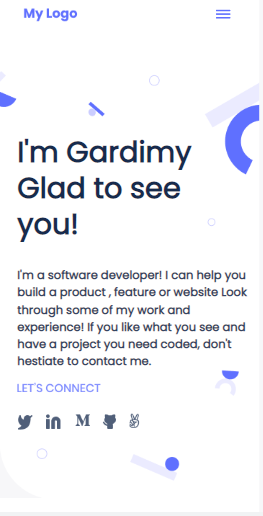 My Logo
I'm Gardimy
Glad to see
you!
I'm a software developer! I can help you
build a product , feature or website Look
through some of my work and
experience! If you like what you see and
have a project you need coded, don't
hestiate to contact me.
LET'S CONNECT